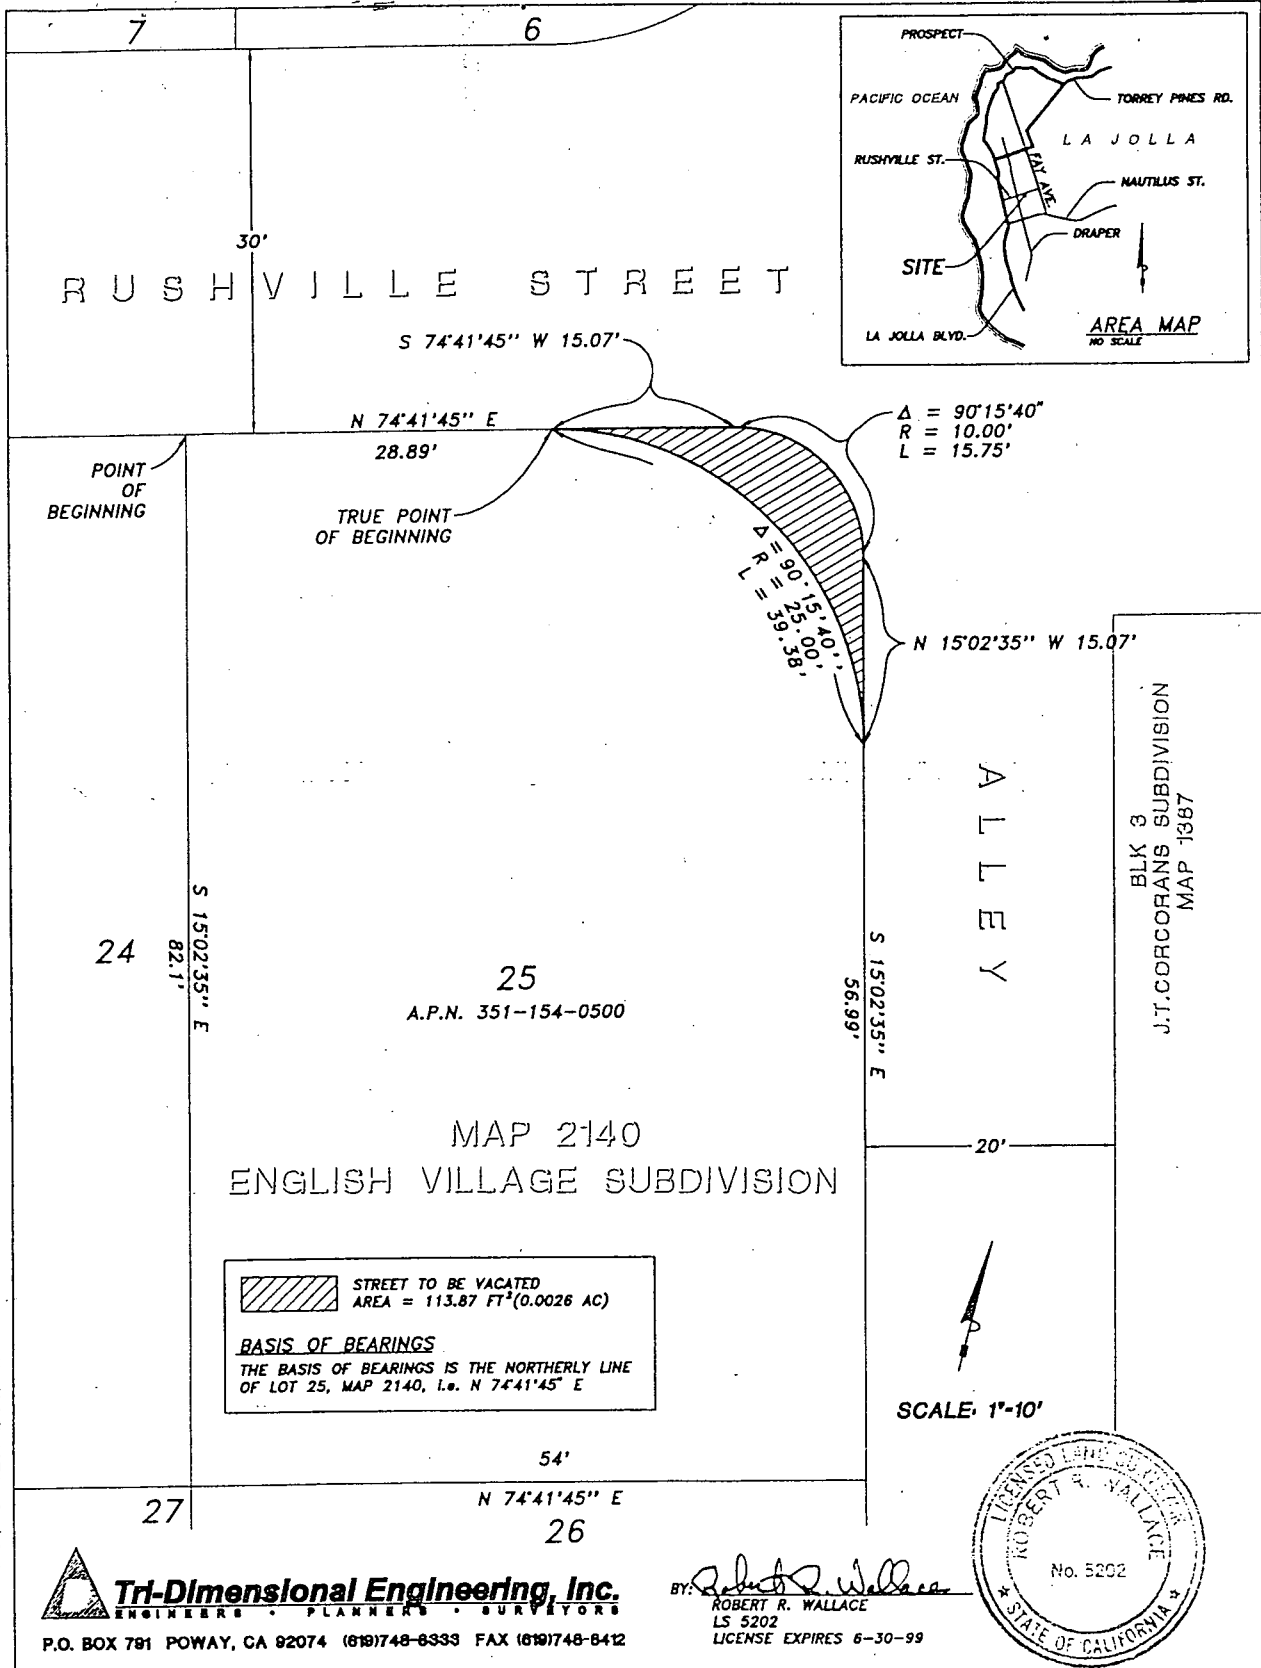 7
6
PROSPECT
PACIFIC OCEAN
TORREY PINES RD.
LA JOLLA
RUSHVILLE ST.
FAY AVE.
NAUTILUS ST.
DRAPER
SITE
LA JOLLA BLVD.
AREA MAP
NO SCALE
30'
RUSHVILLE STREET
S 74°41'45" W 15.07'
N 74°41'45" E
28.89'
Δ = 90°15'40"
R = 10.00'
L = 15.75'
POINT
OF
BEGINNING
TRUE POINT
OF BEGINNING
Δ = 90°15'40"
R = 25.00'
L = 39.38'
N 15°02'35" W 15.07'
ALLEY
BLK 3
J.T.CORCORANS SUBDIVISION
MAP 1387
24
S 15°02'35" E
82.1'
25
A.P.N. 351-154-0500
S 15°02'35" E
56.99'
MAP 2140
ENGLISH VILLAGE SUBDIVISION
20'
STREET TO BE VACATED
AREA = 113.87 FT²(0.0026 AC)
BASIS OF BEARINGS
THE BASIS OF BEARINGS IS THE NORTHERLY LINE
OF LOT 25, MAP 2140, i.e. N 74°41'45" E
SCALE: 1"=10'
54'
N 74°41'45" E
27
26
Tri-Dimensional Engineering, Inc.
ENGINEERS • PLANNERS • SURVEYORS
P.O. BOX 791 POWAY, CA 92074 (619)748-8333 FAX (619)748-8412
BY: Robert R. Wallace
ROBERT R. WALLACE
LS 5202
LICENSE EXPIRES 6-30-99
LICENSED LAND SURVEYOR
ROBERT R. WALLACE
No. 5202
STATE OF CALIFORNIA